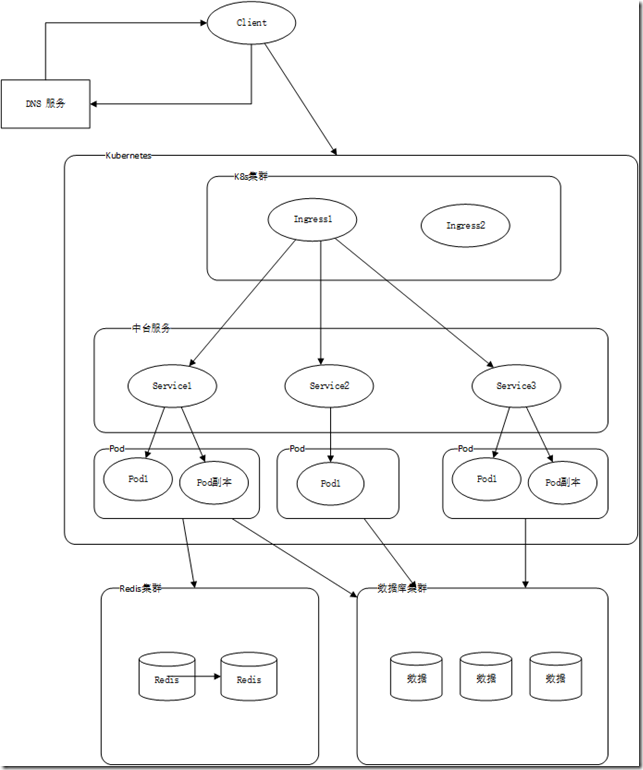 Client
DNS 服务
Kubernetes
K8s集群
Ingress1
Ingress2
中台服务
Service1
Service2
Service3
Pod
Pod
Pod
Pod1
Pod副本
Pod1
Pod1
Pod副本
Redis集群
数据库集群
Redis
Redis
数据
数据
数据